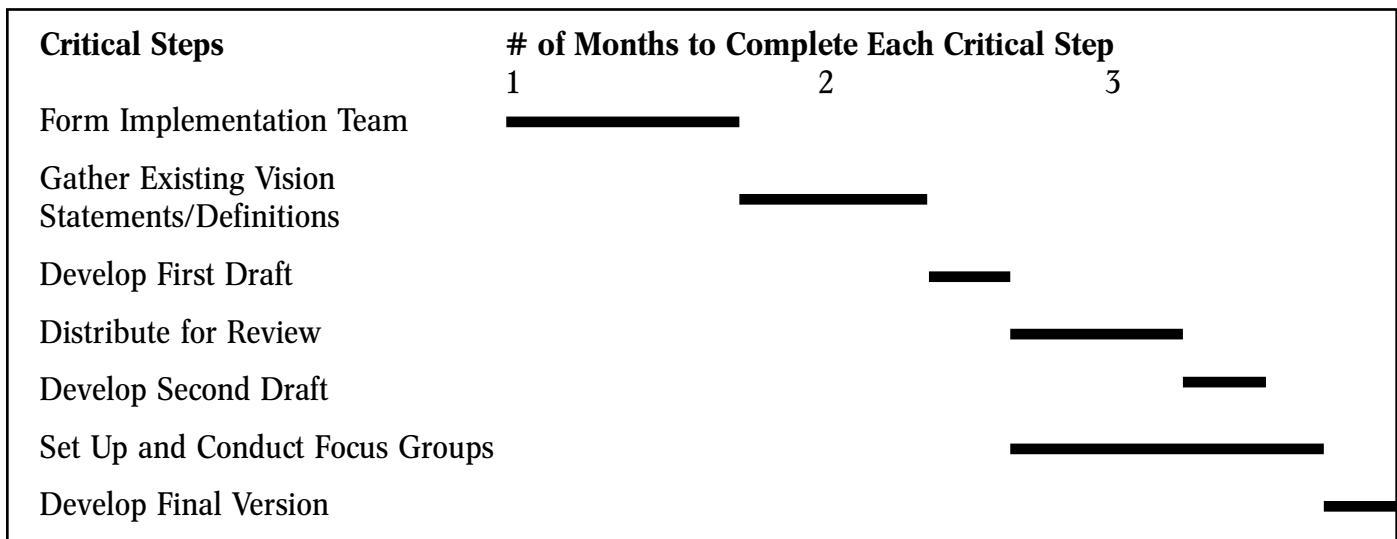 Critical Steps
# of Months to Complete Each Critical Step
1 2 3
Form Implementation Team
Gather Existing Vision
Statements/Definitions
Develop First Draft
Distribute for Review
Develop Second Draft
Set Up and Conduct Focus Groups
Develop Final Version